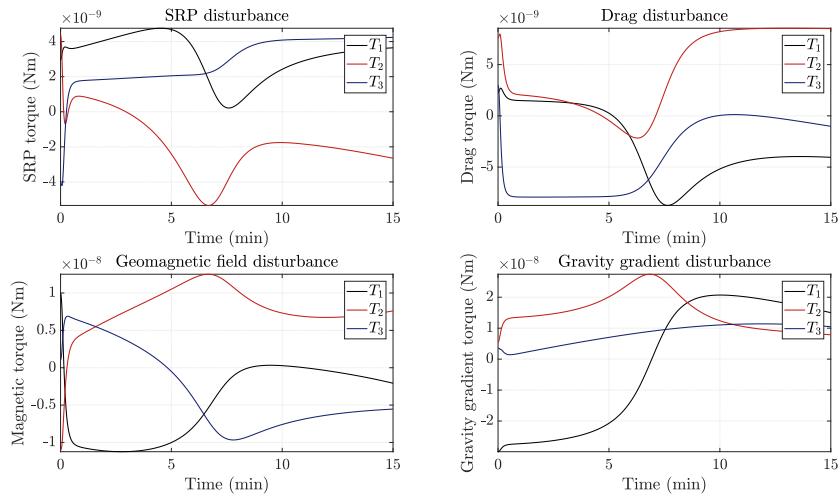 SRP disturbance
×10⁻⁹
SRP torque (Nm)
4
2
0
-2
-4
0
5
10
15
Time (min)
T₁
T₂
T₃
Drag disturbance
×10⁻⁹
Drag torque (Nm)
5
0
-5
0
5
10
15
Time (min)
T₁
T₂
T₃
Geomagnetic field disturbance
×10⁻⁸
Magnetic torque (Nm)
1
0.5
0
-0.5
-1
0
5
10
15
Time (min)
T₁
T₂
T₃
Gravity gradient disturbance
×10⁻⁸
Gravity gradient torque (Nm)
2
1
0
-1
-2
0
5
10
15
Time (min)
T₁
T₂
T₃